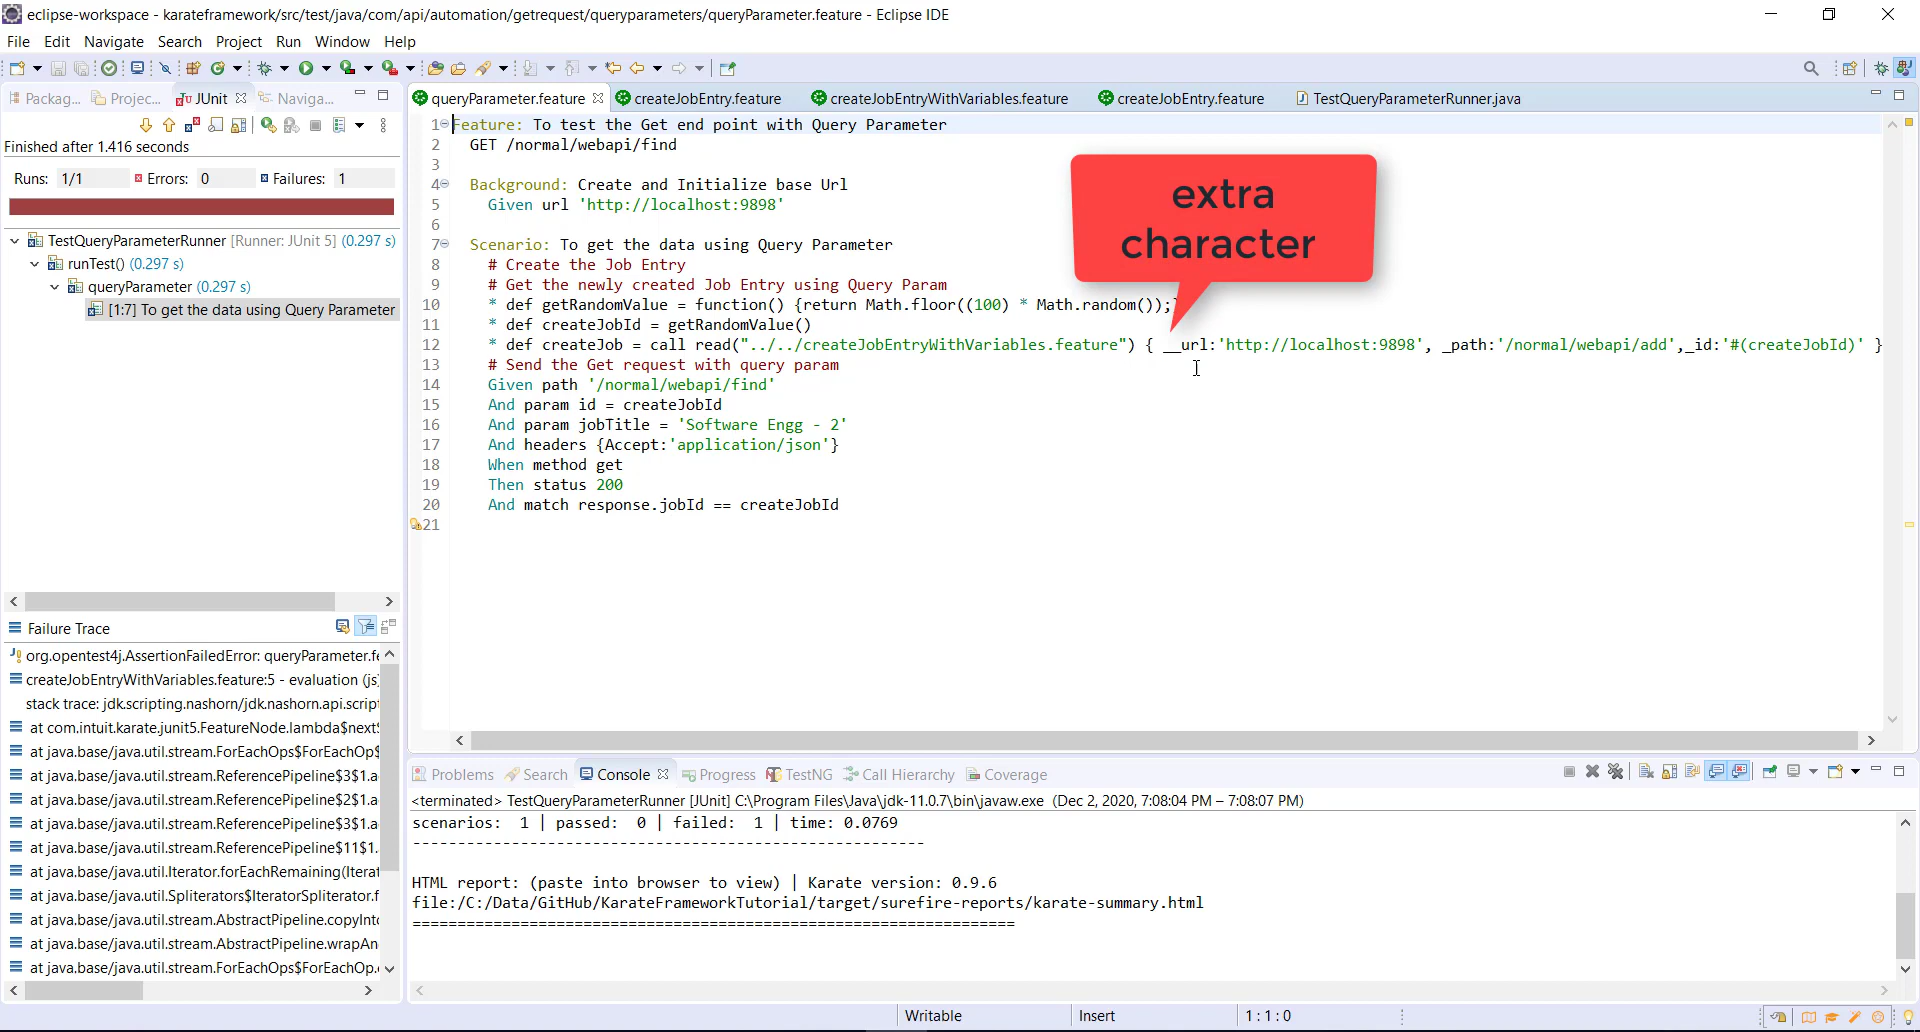 eclipse-workspace - karateframework/src/test/java/com/api/automation/getrequest/queryparameters/queryParameter.feature - Eclipse IDE
File Edit Navigate Search Project Run Window Help
Packag... Projec... JUnit Naviga...
queryParameter.feature createJobEntry.feature createJobEntryWithVariables.feature createJobEntry.feature TestQueryParameterRunner.java
Finished after 1.416 seconds
Runs: 1/1 Errors: 0 Failures: 1
TestQueryParameterRunner [Runner: JUnit 5] (0.297 s)
runTest() (0.297 s)
queryParameter (0.297 s)
[1:7] To get the data using Query Parameter
Failure Trace
org.opentest4j.AssertionFailedError: queryParameter.fe
createJobEntryWithVariables.feature:5 - evaluation (js
stack trace: jdk.scripting.nashorn/jdk.nashorn.api.script
at com.intuit.karate.junit5.FeatureNode.lambda$next$
at java.base/java.util.stream.ForEachOps$ForEachOp$
at java.base/java.util.stream.ReferencePipeline$3$1.a
at java.base/java.util.stream.ReferencePipeline$2$1.a
at java.base/java.util.stream.ReferencePipeline$3$1.a
at java.base/java.util.stream.ReferencePipeline$11$1.
at java.base/java.util.Iterator.forEachRemaining(Iterat
at java.base/java.util.Spliterators$IteratorSpliterator.f
at java.base/java.util.stream.AbstractPipeline.copyInto
at java.base/java.util.stream.AbstractPipeline.wrapAn
at java.base/java.util.stream.ForEachOps$ForEachOp.
1 Feature: To test the Get end point with Query Parameter
2 GET /normal/webapi/find
3
4 Background: Create and Initialize base Url
5 Given url 'http://localhost:9898'
6
7 Scenario: To get the data using Query Parameter
8 # Create the Job Entry
9 # Get the newly created Job Entry using Query Param
10 * def getRandomValue = function() {return Math.floor((100) * Math.random());
11 * def createJobId = getRandomValue()
12 * def createJob = call read("../../createJobEntryWithVariables.feature") { __url:'http://localhost:9898', _path:'/normal/webapi/add',_id:'#(createJobId)' }
13 # Send the Get request with query param
14 Given path '/normal/webapi/find'
15 And param id = createJobId
16 And param jobTitle = 'Software Engg - 2'
17 And headers {Accept:'application/json'}
18 When method get
19 Then status 200
20 And match response.jobId == createJobId
21
extra
character
Problems Search Console Progress TestNG Call Hierarchy Coverage
<terminated> TestQueryParameterRunner [JUnit] C:\Program Files\Java\jdk-11.0.7\bin\javaw.exe (Dec 2, 2020, 7:08:04 PM – 7:08:07 PM)
scenarios: 1 | passed: 0 | failed: 1 | time: 0.0769
---------------------------------------------------------
HTML report: (paste into browser to view) | Karate version: 0.9.6
file:/C:/Data/GitHub/KarateFrameworkTutorial/target/surefire-reports/karate-summary.html
===================================================================
Writable Insert 1 : 1 : 0